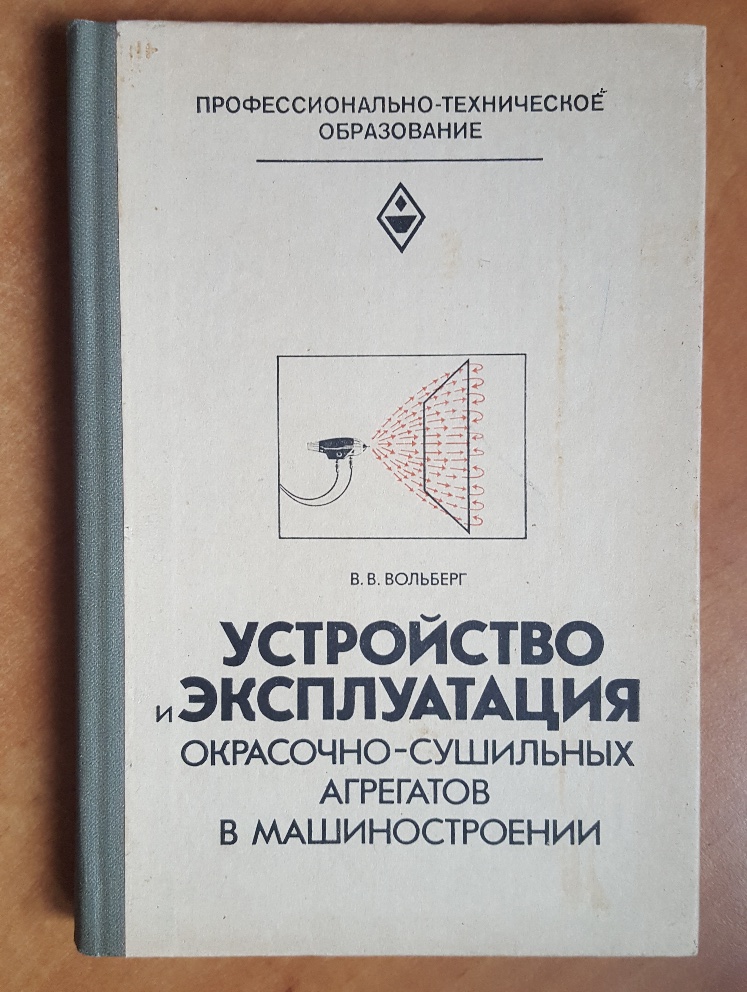 ПРОФЕССИОНАЛЬНО-ТЕХНИЧЕСКОЕ
ОБРАЗОВАНИЕ
В. В. ВОЛЬБЕРГ
УСТРОЙСТВО
и ЭКСПЛУАТАЦИЯ
ОКРАСОЧНО-СУШИЛЬНЫХ
АГРЕГАТОВ
В МАШИНОСТРОЕНИИ